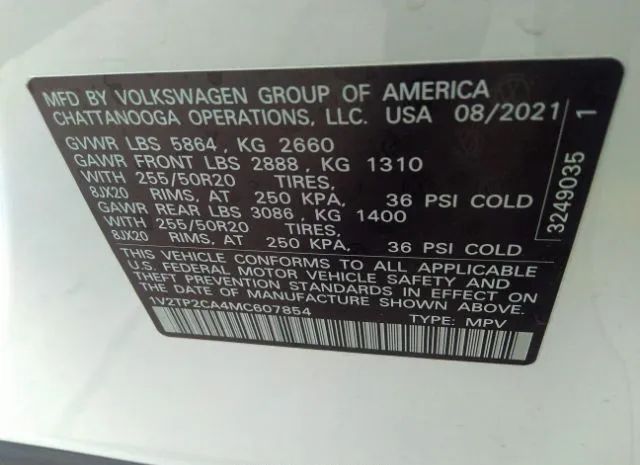 MFD BY VOLKSWAGEN GROUP OF AMERICA
CHATTANOOGA OPERATIONS, LLC. USA 08/2021
GVWR LBS 5864 , KG 2660
GAWR FRONT LBS 2888 , KG 1310
WITH 255/50R20 TIRES,
8JX20 RIMS, AT 250 KPA, 36 PSI COLD
GAWR REAR LBS 3086 , KG 1400
WITH 255/50R20 TIRES,
8JX20 RIMS, AT 250 KPA, 36 PSI COLD
THIS VEHICLE CONFORMS TO ALL APPLICABLE
U.S. FEDERAL MOTOR VEHICLE SAFETY AND
THEFT PREVENTION STANDARDS IN EFFECT ON
THE DATE OF MANUFACTURE SHOWN ABOVE.
1V2TP2CA4MC607854 TYPE: MPV
3249035 1